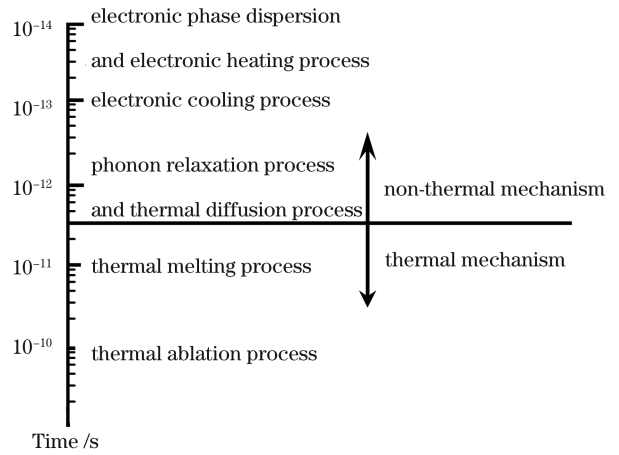 electronic phase dispersion
10⁻¹⁴
and electronic heating process
electronic cooling process
10⁻¹³
phonon relaxation process
10⁻¹²
non-thermal mechanism
and thermal diffusion process
thermal mechanism
10⁻¹¹
thermal melting process
10⁻¹⁰
thermal ablation process
Time /s